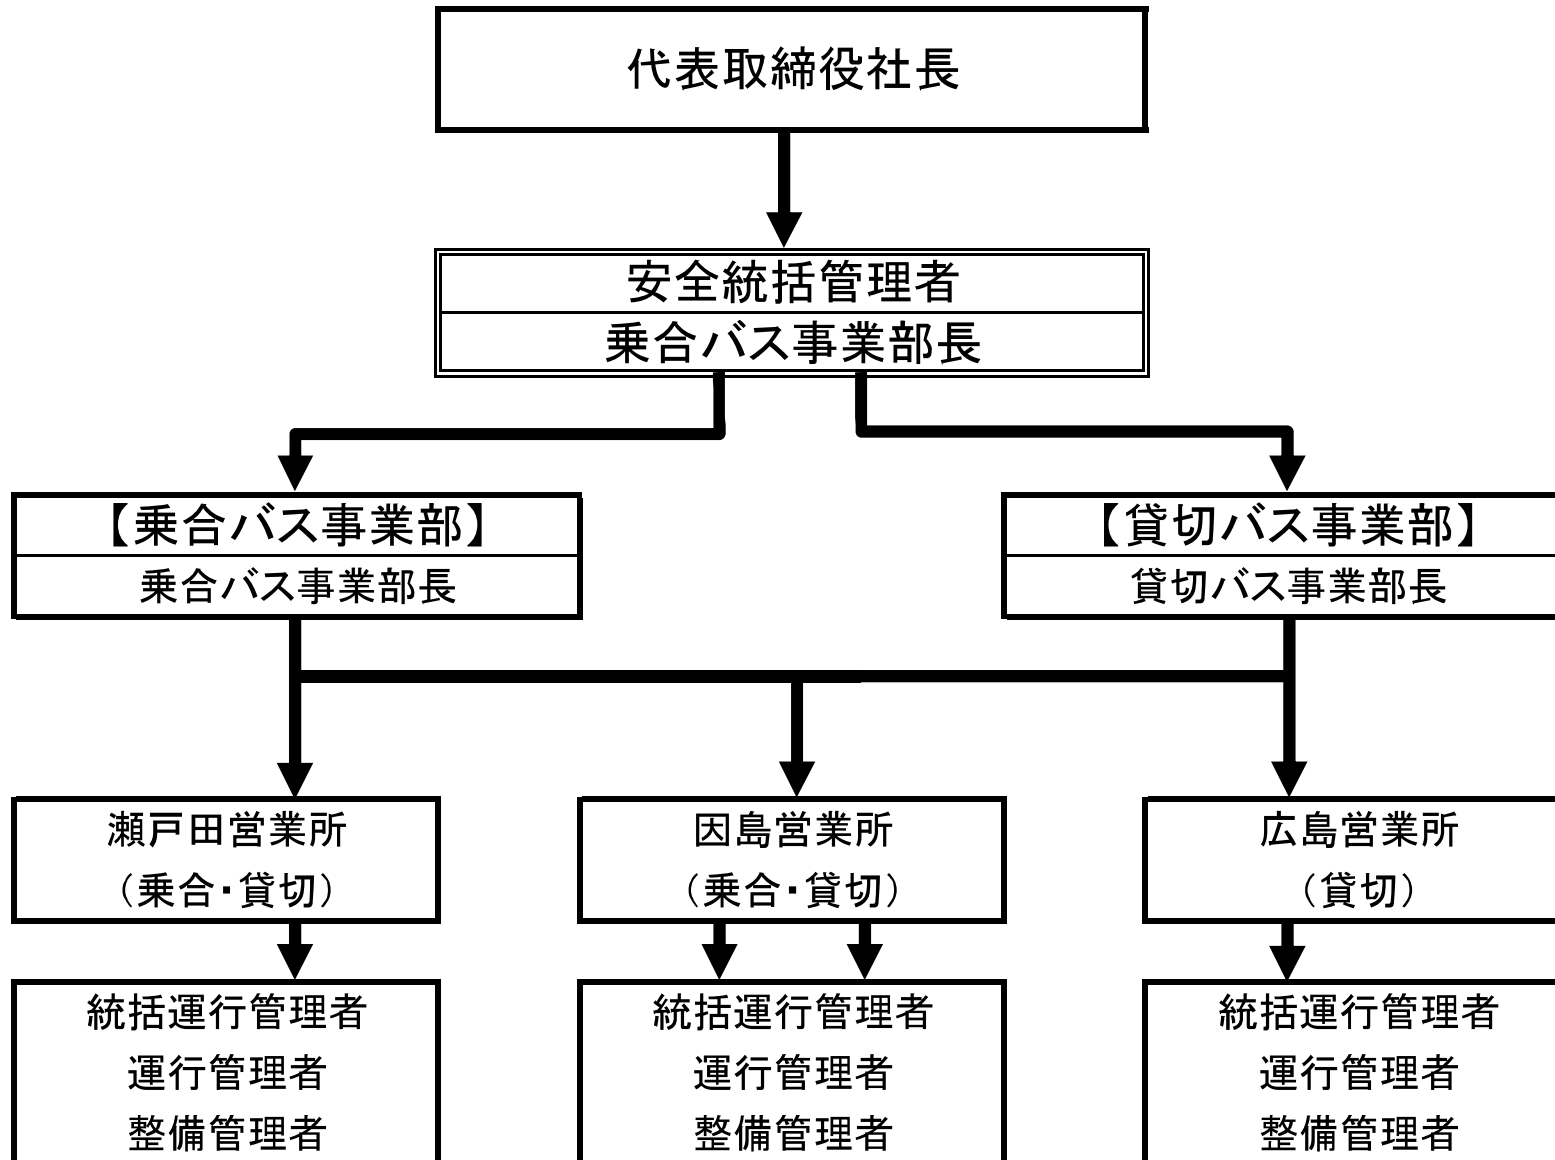 代表取締役社長
安全統括管理者
乗合バス事業部長
【乗合バス事業部】
乗合バス事業部長
【貸切バス事業部】
貸切バス事業部長
瀬戸田営業所
（乗合・貸切）
因島営業所
（乗合・貸切）
広島営業所
（貸切）
統括運行管理者
運行管理者
整備管理者
統括運行管理者
運行管理者
整備管理者
統括運行管理者
運行管理者
整備管理者